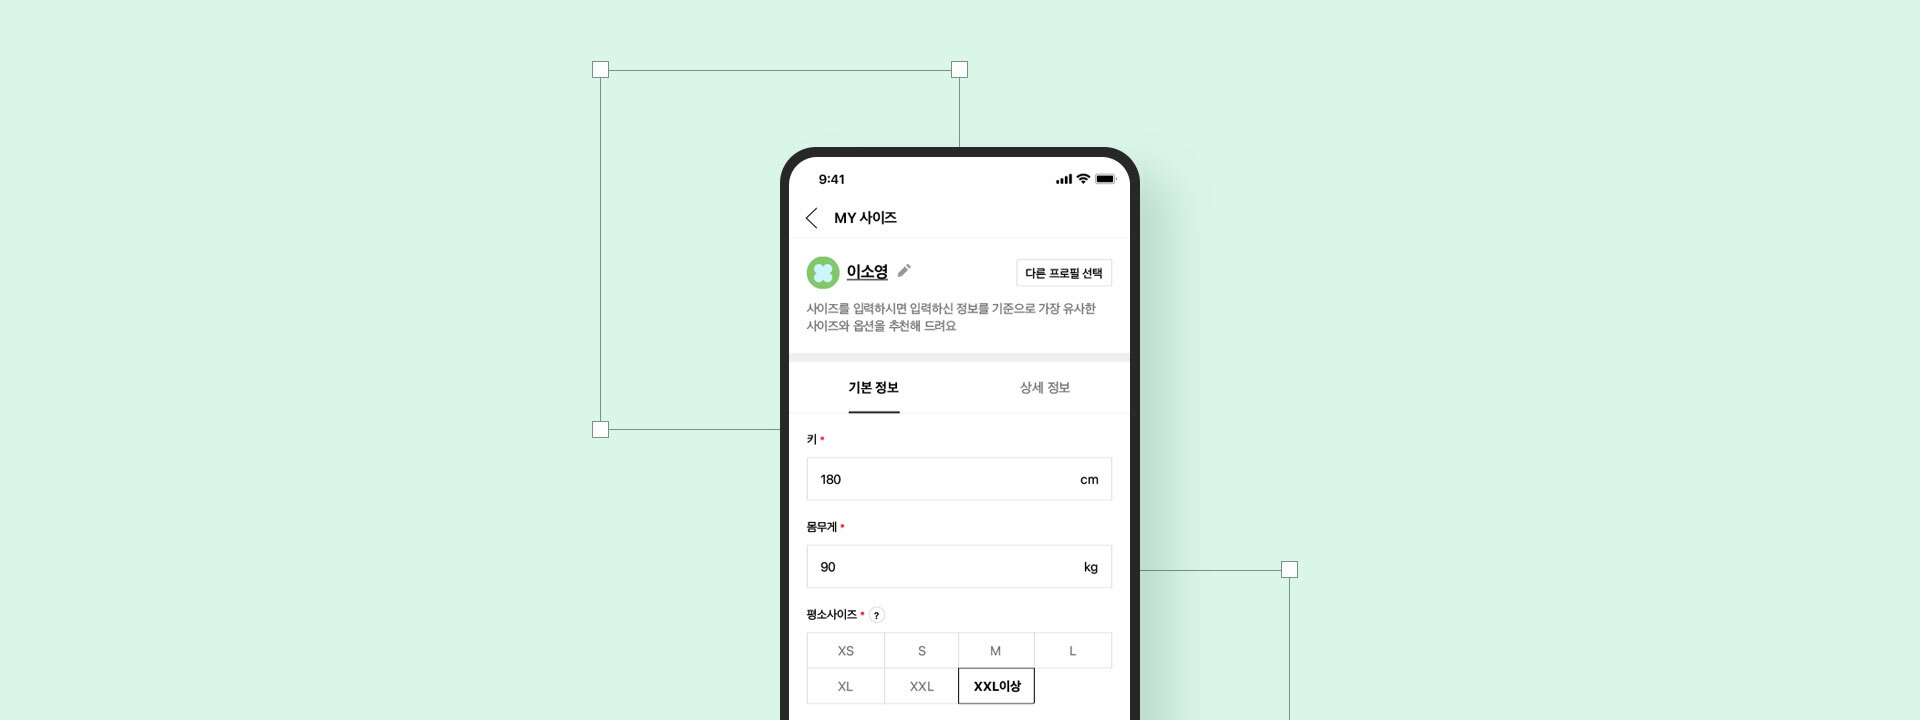 9:41
MY 사이즈
이소영
다른 프로필 선택
사이즈를 입력하시면 입력하신 정보를 기준으로 가장 유사한
사이즈와 옵션을 추천해 드려요
기본 정보 상세 정보
키 *
180 cm
몸무게 *
90 kg
평소사이즈 * ?
XS S M L
XL XXL XXL이상